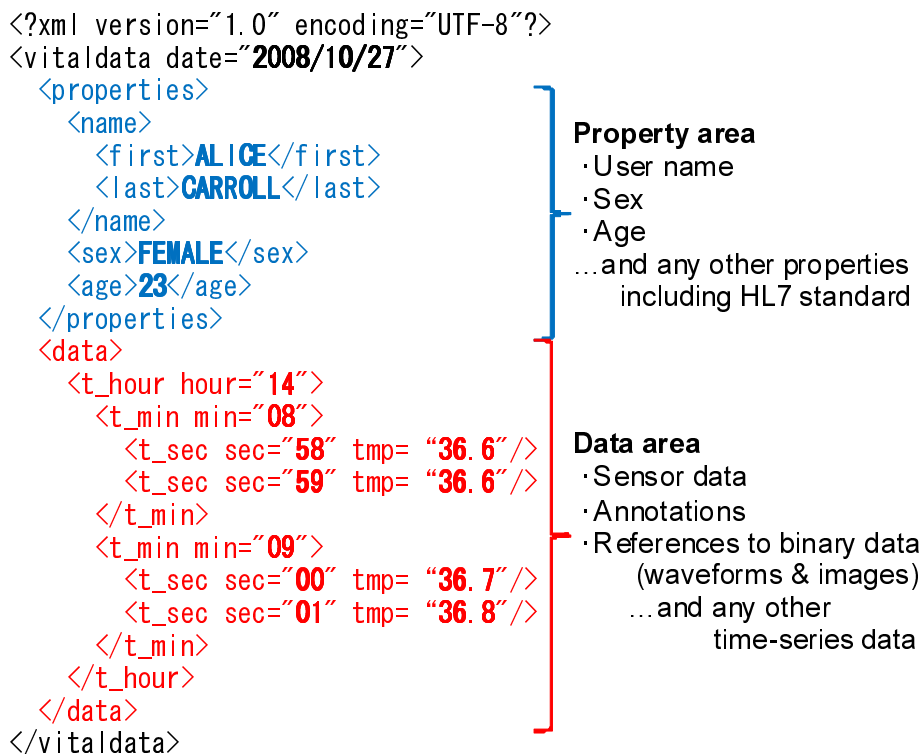 <?xml version="1.0" encoding="UTF-8"?>
<vitaldata date="2008/10/27">
<properties>
<name>
<first>ALICE</first>
<last>CARROLL</last>
</name>
<sex>FEMALE</sex>
<age>23</age>
</properties>
<data>
<t_hour hour="14">
<t_min min="08">
<t_sec sec="58" tmp= “36.6"/>
<t_sec sec="59" tmp= “36.6"/>
</t_min>
<t_min min="09">
<t_sec sec="00" tmp= “36.7"/>
<t_sec sec="01" tmp= “36.8"/>
</t_min>
</t_hour>
</data>
</vitaldata>
Property area
・User name
・Sex
・Age
…and any other properties
including HL7 standard
Data area
・Sensor data
・Annotations
・References to binary data
(waveforms & images)
…and any other
time-series data